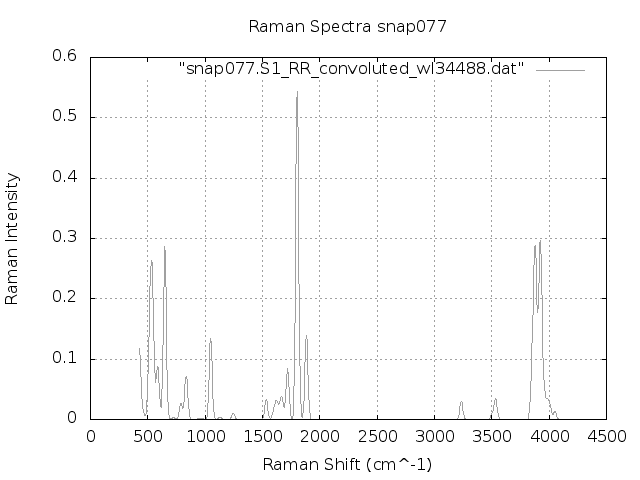 Raman Spectra snap077
"snap077.S1_RR_convoluted_wl34488.dat"
Raman Intensity
0.6
0.5
0.4
0.3
0.2
0.1
0
0 500 1000 1500 2000 2500 3000 3500 4000 4500
Raman Shift (cm^-1)